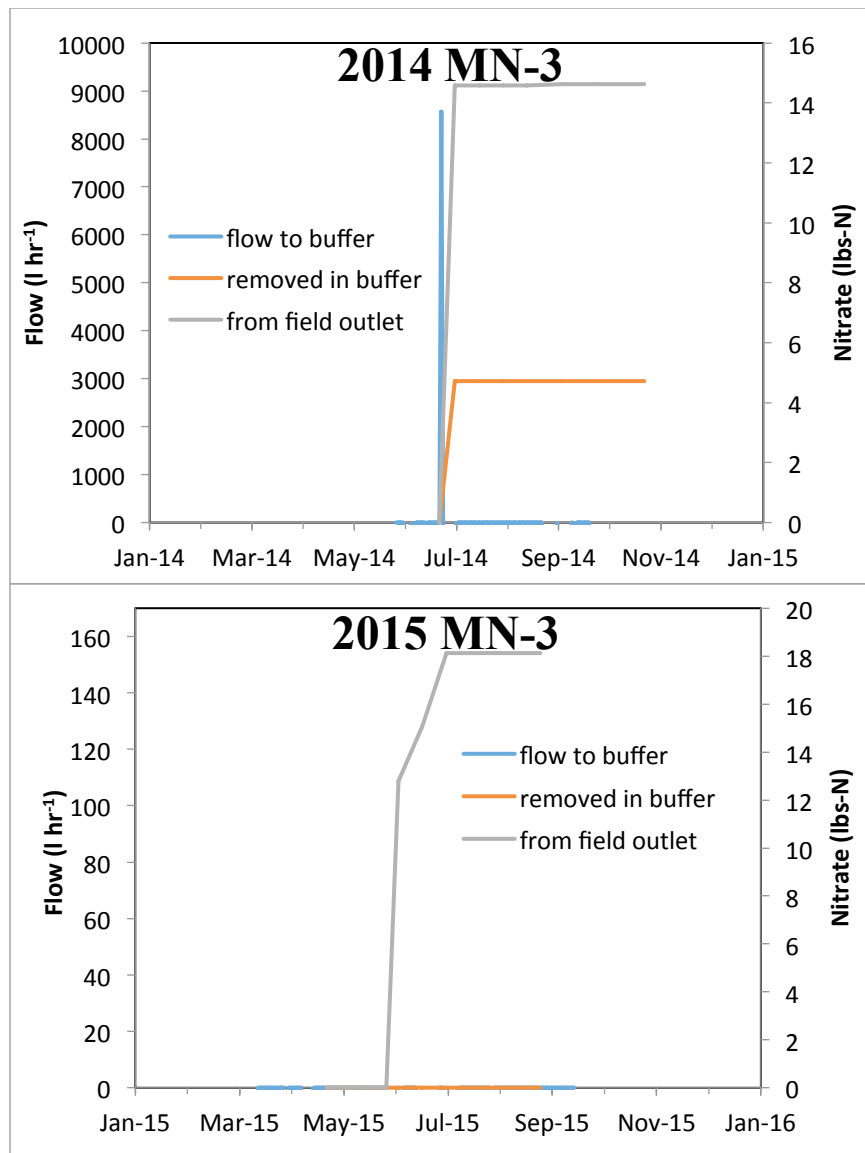 2014 MN-3
10000
9000
8000
7000
6000
5000
4000
3000
2000
1000
0
Flow (l hr-1)
16
14
12
10
8
6
4
2
0
Nitrate (lbs-N)
flow to buffer
removed in buffer
from field outlet
Jan-14 Mar-14 May-14 Jul-14 Sep-14 Nov-14 Jan-15
2015 MN-3
160
140
120
100
80
60
40
20
0
Flow (l hr-1)
20
18
16
14
12
10
8
6
4
2
0
Nitrate (lbs-N)
flow to buffer
removed in buffer
from field outlet
Jan-15 Mar-15 May-15 Jul-15 Sep-15 Nov-15 Jan-16